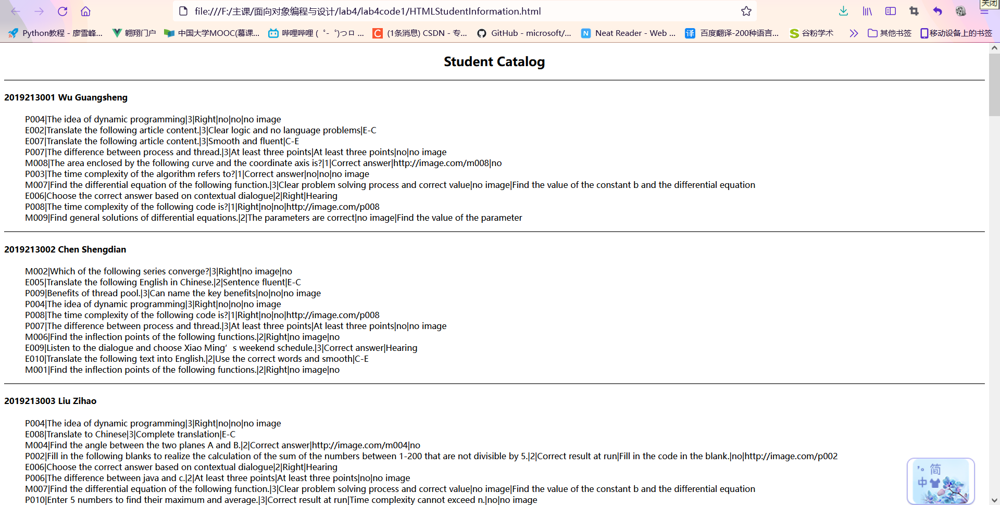 关闭
file:///F:/主课/面向对象编程与设计/lab4/lab4code1/HTMLStudentInformation.html
Python教程 - 廖雪峰... 翱翔门户 中国大学MOOC(慕课... 哔哩哔哩 ( ゜- ゜)つロ ... C (1条消息) CSDN - 专... GitHub - microsoft/... N Neat Reader - Web ... 译 百度翻译-200种语言... S 谷粉学术 其他书签 移动设备上的书签
Student Catalog
2019213001 Wu Guangsheng
P004|The idea of dynamic programming|3|Right|no|no|no image
E002|Translate the following article content.|3|Clear logic and no language problems|E-C
E007|Translate the following article content.|3|Smooth and fluent|C-E
P007|The difference between process and thread.|3|At least three points|At least three points|no|no image
M008|The area enclosed by the following curve and the coordinate axis is?|1|Correct answer|http://image.com/m008|no
P003|The time complexity of the algorithm refers to?|1|Correct answer|no|no|no image
M007|Find the differential equation of the following function.|3|Clear problem solving process and correct value|no image|Find the value of the constant b and the differential equation
E006|Choose the correct answer based on contextual dialogue|2|Right|Hearing
P008|The time complexity of the following code is?|1|Right|no|no|http://image.com/p008
M009|Find general solutions of differential equations.|2|The parameters are correct|no image|Find the value of the parameter
2019213002 Chen Shengdian
M002|Which of the following series converge?|3|Right|no image|no
E005|Translate the following English in Chinese.|2|Sentence fluent|E-C
P009|Benefits of thread pool.|3|Can name the key benefits|no|no|no image
P004|The idea of dynamic programming|3|Right|no|no|no image
P008|The time complexity of the following code is?|1|Right|no|no|http://image.com/p008
P007|The difference between process and thread.|3|At least three points|At least three points|no|no image
M006|Find the inflection points of the following functions.|2|Right|no image|no
E009|Listen to the dialogue and choose Xiao Ming’s weekend schedule.|3|Correct answer|Hearing
E010|Translate the following text into English.|2|Use the correct words and smooth|C-E
M001|Find the inflection points of the following functions.|2|Right|no image|no
2019213003 Liu Zihao
P004|The idea of dynamic programming|3|Right|no|no|no image
E008|Translate to Chinese|3|Complete translation|E-C
M004|Find the angle between the two planes A and B.|2|Correct answer|http://image.com/m004|no
P002|Fill in the following blanks to realize the calculation of the sum of the numbers between 1-200 that are not divisible by 5.|2|Correct result at run|Fill in the code in the blank.|no|http://image.com/p002
E006|Choose the correct answer based on contextual dialogue|2|Right|Hearing
P006|The difference between java and c.|2|At least three points|At least three points|no|no image
M007|Find the differential equation of the following function.|3|Clear problem solving process and correct value|no image|Find the value of the constant b and the differential equation
P010|Enter 5 numbers to find their maximum and average.|3|Correct result at run|Time complexity cannot exceed n.|no|no image
简
中